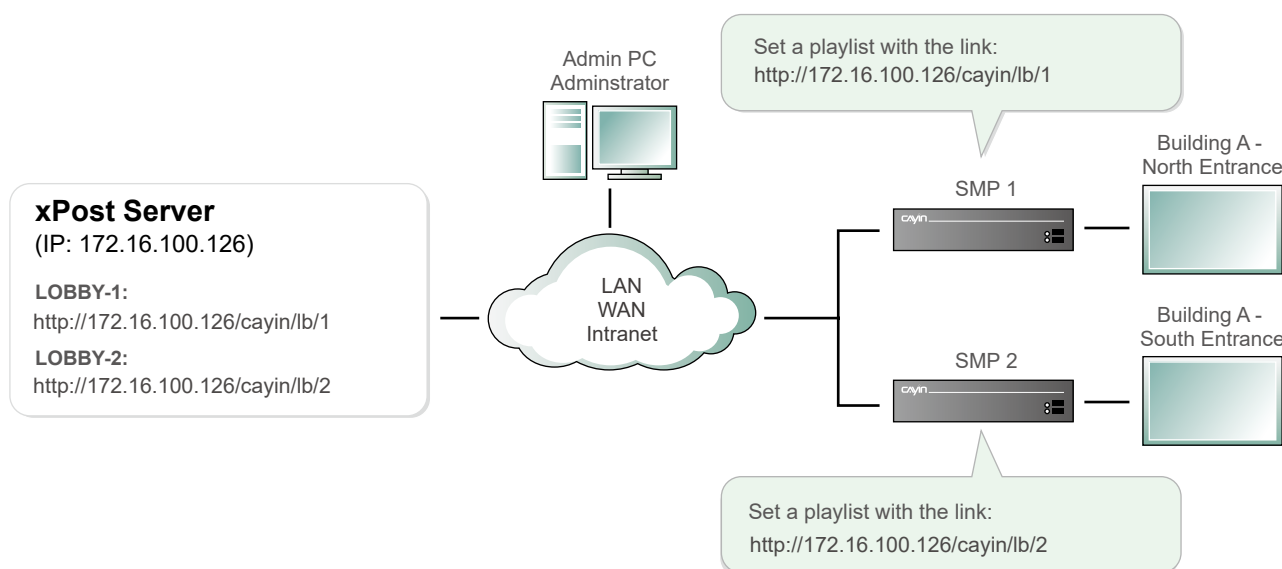 Admin PC
Adminstrator
Set a playlist with the link:
http://172.16.100.126/cayin/lb/1
xPost Server
(IP: 172.16.100.126)
LOBBY-1:
http://172.16.100.126/cayin/lb/1
LOBBY-2:
http://172.16.100.126/cayin/lb/2
LAN
WAN
Intranet
SMP 1
CAYIN
Building A -
North Entrance
SMP 2
CAYIN
Building A -
South Entrance
Set a playlist with the link:
http://172.16.100.126/cayin/lb/2